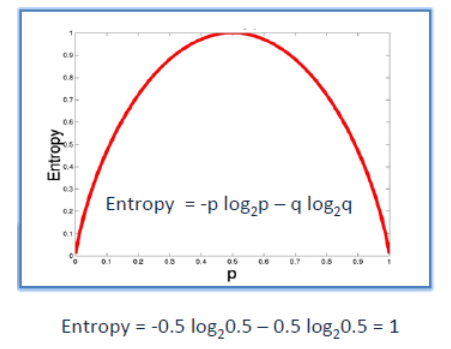 1
0.9
0.8
0.7
0.6
0.5
0.4
0.3
0.2
0.1
0
Entropy
Entropy = -p log₂p – q log₂q
0 0.1 0.2 0.3 0.4 0.5 0.6 0.7 0.8 0.9 1
p
Entropy = -0.5 log₂0.5 – 0.5 log₂0.5 = 1